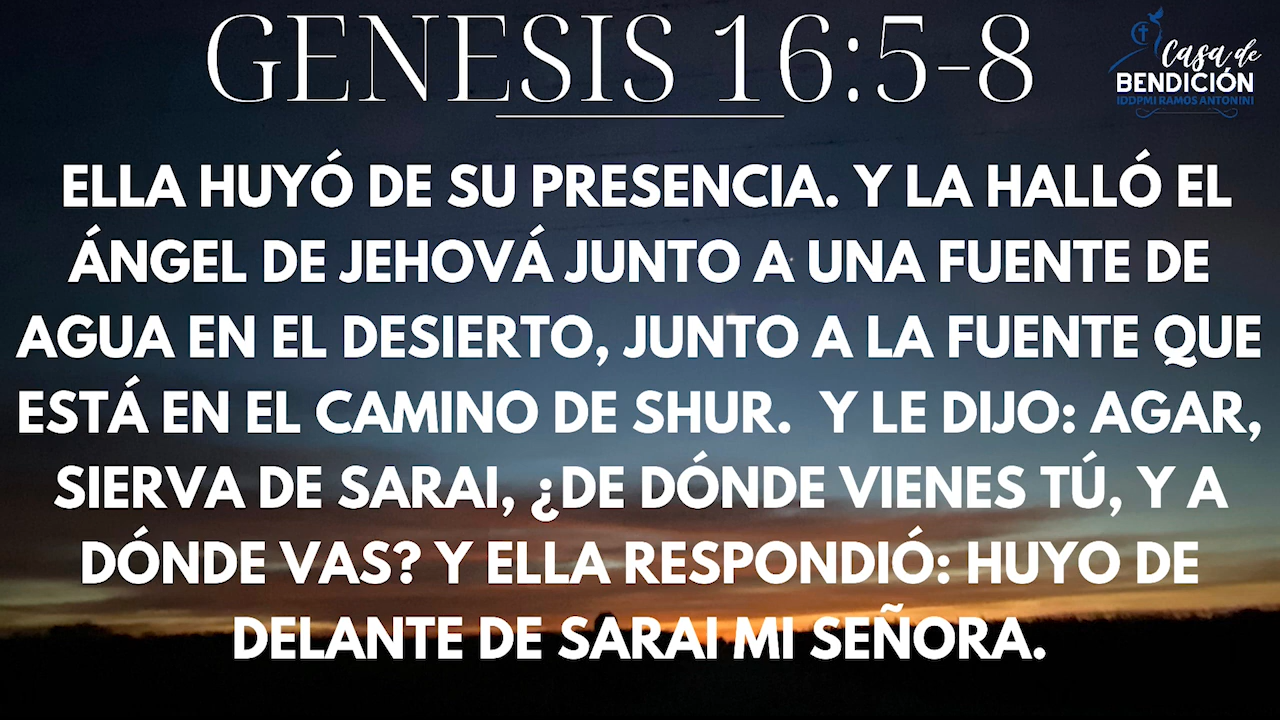 GENESIS 16:5-8
Casa de
BENDICIÓN
IDDPMI RAMOS ANTONINI
ELLA HUYÓ DE SU PRESENCIA. Y LA HALLÓ EL
ÁNGEL DE JEHOVÁ JUNTO A UNA FUENTE DE
AGUA EN EL DESIERTO, JUNTO A LA FUENTE QUE
ESTÁ EN EL CAMINO DE SHUR. Y LE DIJO: AGAR,
SIERVA DE SARAI, ¿DE DÓNDE VIENES TÚ, Y A
DÓNDE VAS? Y ELLA RESPONDIÓ: HUYO DE
DELANTE DE SARAI MI SEÑORA.